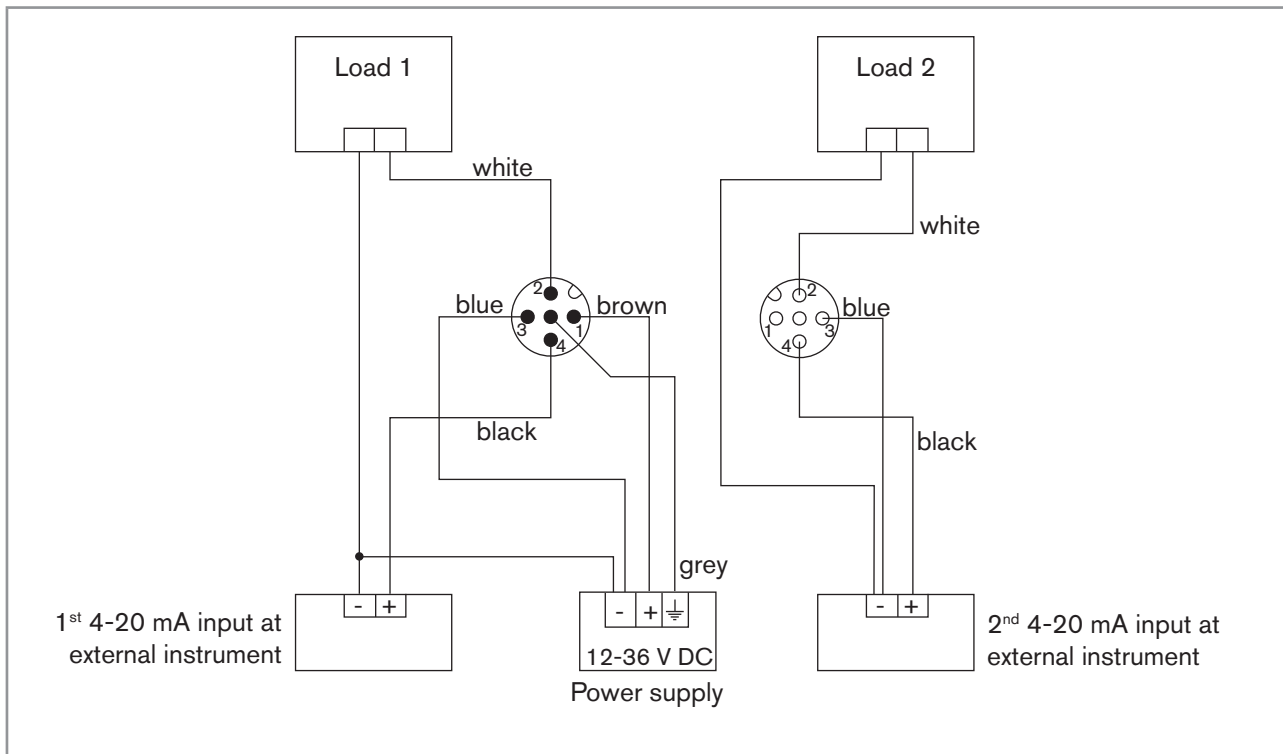 Load 1
Load 2
white
white
2
2
blue
brown
blue
3
1
1
3
4
4
black
black
grey
- +
- +
- +
1st 4-20 mA input at
external instrument
12-36 V DC
Power supply
2nd 4-20 mA input at
external instrument